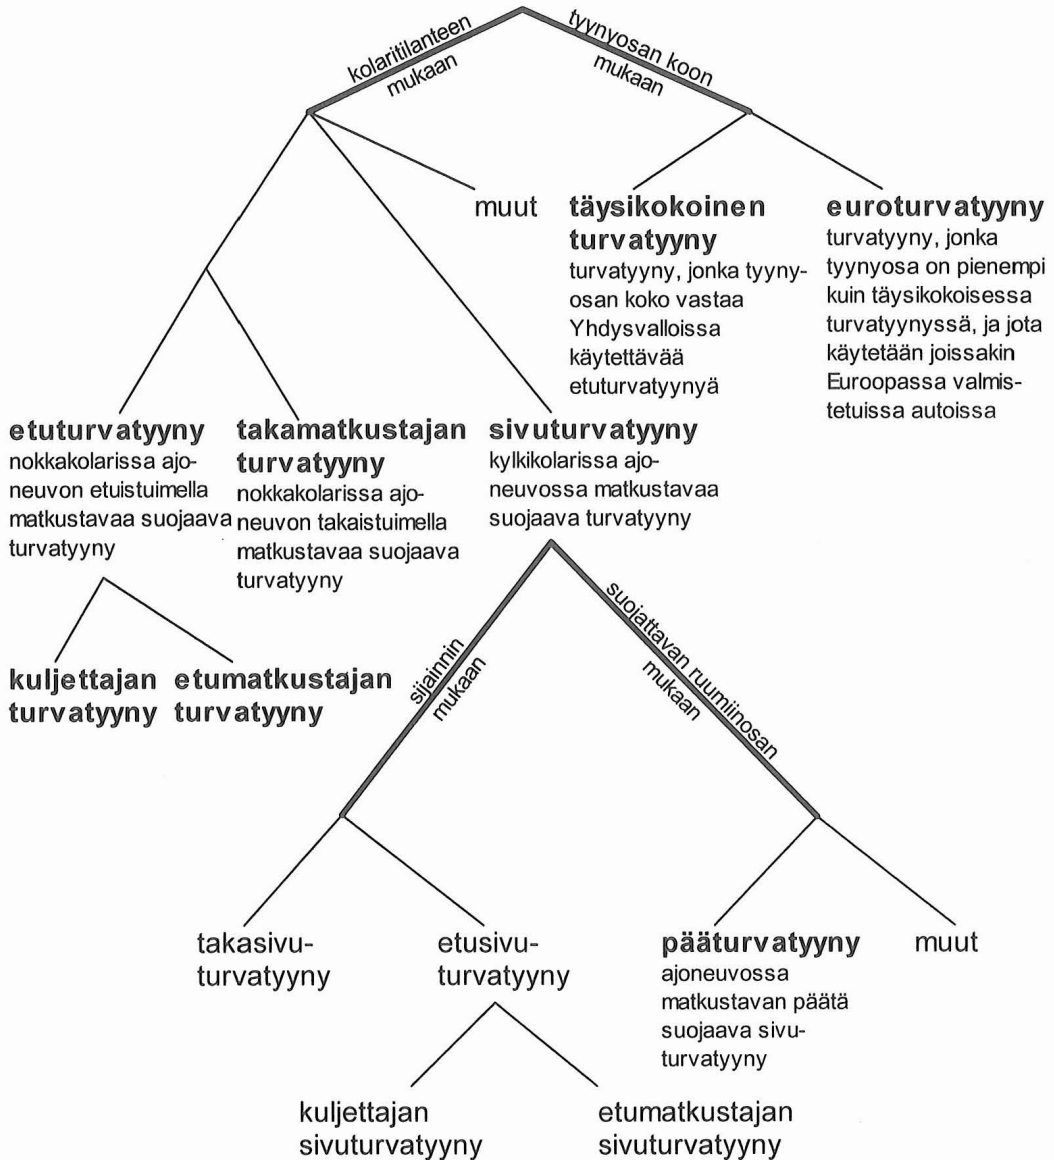 kolaritilanteen
mukaan
tyynyosan koon
mukaan
muut
täysikokoinen
turvatyyny
turvatyyny, jonka tyyny-
osan koko vastaa
Yhdysvalloissa
käytettävää
etuturvatyynyä
euroturvatyyny
turvatyyny, jonka
tyynyosa on pienempi
kuin täysikokoisessa
turvatyynyssä, ja jota
käytetään joissakin
Euroopassa valmis-
tetuissa autoissa
etuturvatyyny
nokkakolarissa ajo-
neuvon etuistuimella
matkustavaa suojaava
turvatyyny
takamatkustajan
turvatyyny
nokkakolarissa ajo-
neuvon takaistuimella
matkustavaa suojaava
turvatyyny
sivuturvatyyny
kylkikolarissa ajo-
neuvossa matkustavaa
suojaava turvatyyny
kuljettajan
turvatyyny
etumatkustajan
turvatyyny
sijainnin
mukaan
suojattavan ruumiinosan
mukaan
takasivu-
turvatyyny
etusivu-
turvatyyny
pääturvatyyny
ajoneuvossa
matkustavan päätä
suojaava sivu-
turvatyyny
muut
kuljettajan
sivuturvatyyny
etumatkustajan
sivuturvatyyny